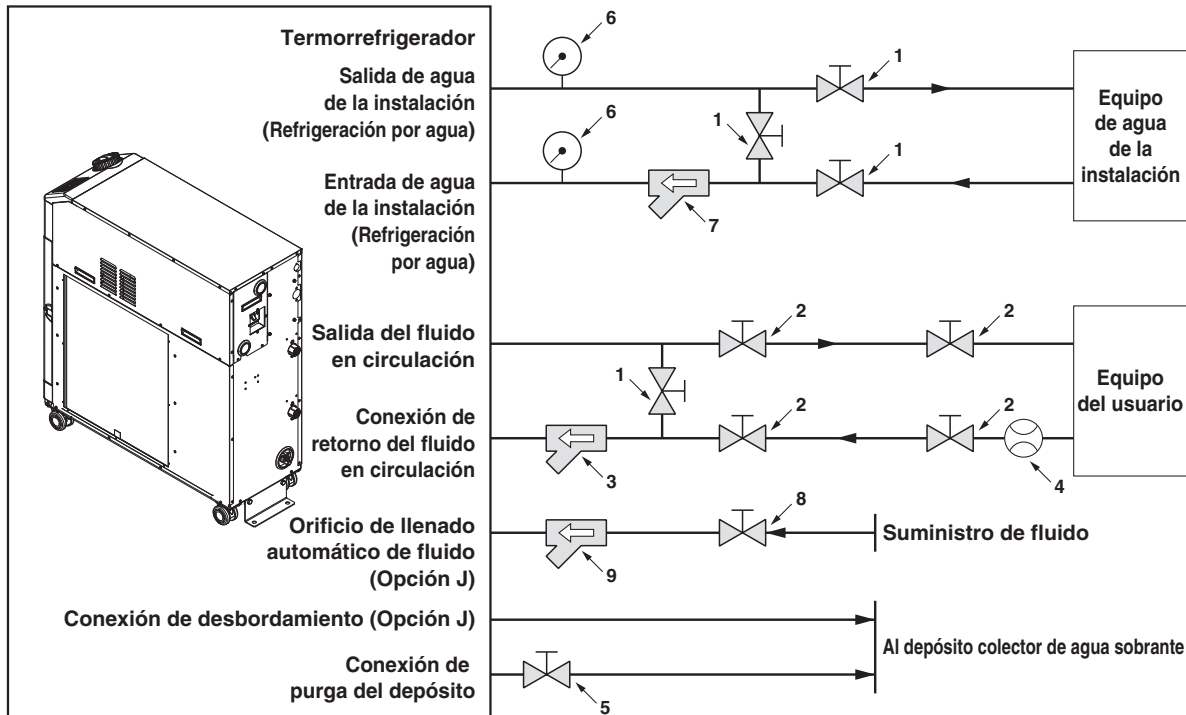 Termorrefrigerador
Salida de agua
de la instalación
(Refrigeración por agua)
Entrada de agua
de la instalación
(Refrigeración
por agua)
Salida del fluido
en circulación
Conexión de
retorno del fluido
en circulación
Orificio de llenado
automático de fluido
(Opción J)
Conexión de desbordamiento (Opción J)
Conexión de
purga del depósito
6
6
1
1
1
7
Equipo
de agua
de la
instalación
2
2
1
2
2
3
4
Equipo
del usuario
8
9
Suministro de fluido
5
Al depósito colector de agua sobrante